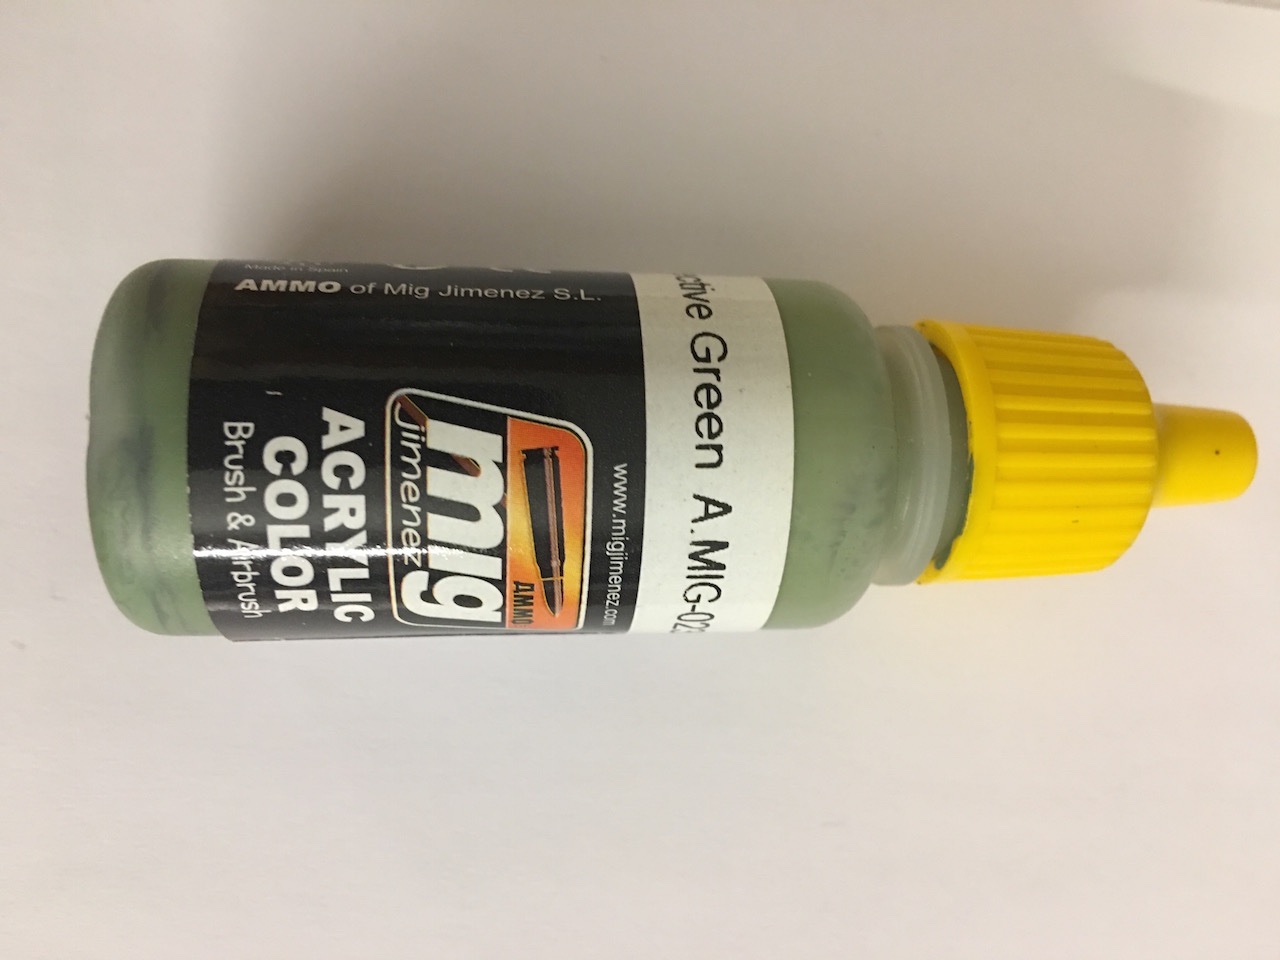 Green A.MIG-02
www.migjimenez.com
AMMO
mig
jimenez
ACRYLIC
COLOR
Brush & Airbrush
AMMO of Mig Jimenez S.L.
Made in Spain